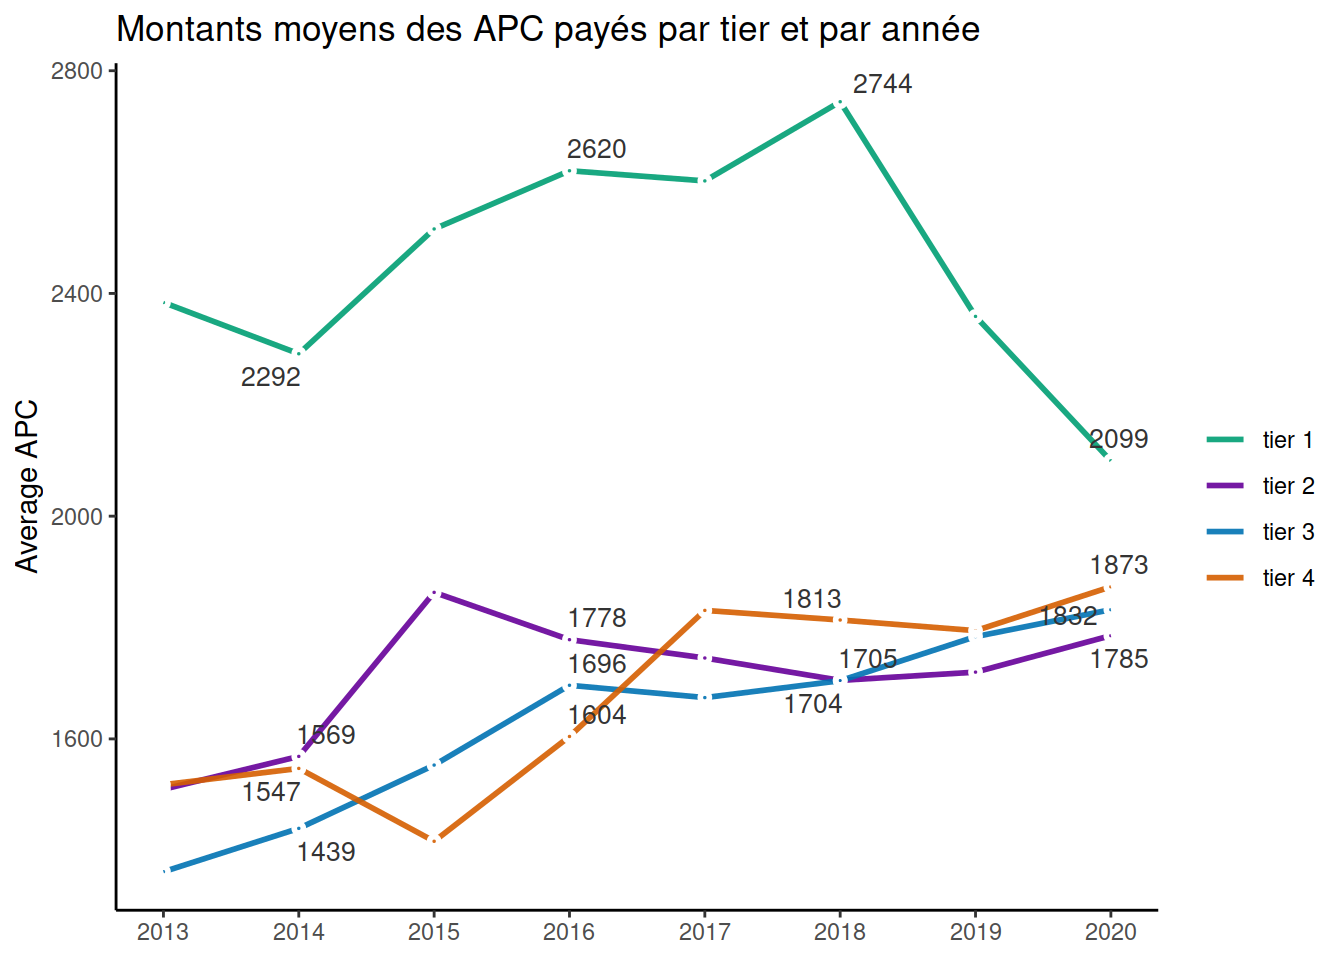 Montants moyens des APC payés par tier et par année
Average APC
2800
2400
2000
1600
2744
2620
2292
2099
1873
1813
1832
1778
1705
1696
1785
1704
1604
1569
1547
1439
tier 1
tier 2
tier 3
tier 4
2013 2014 2015 2016 2017 2018 2019 2020